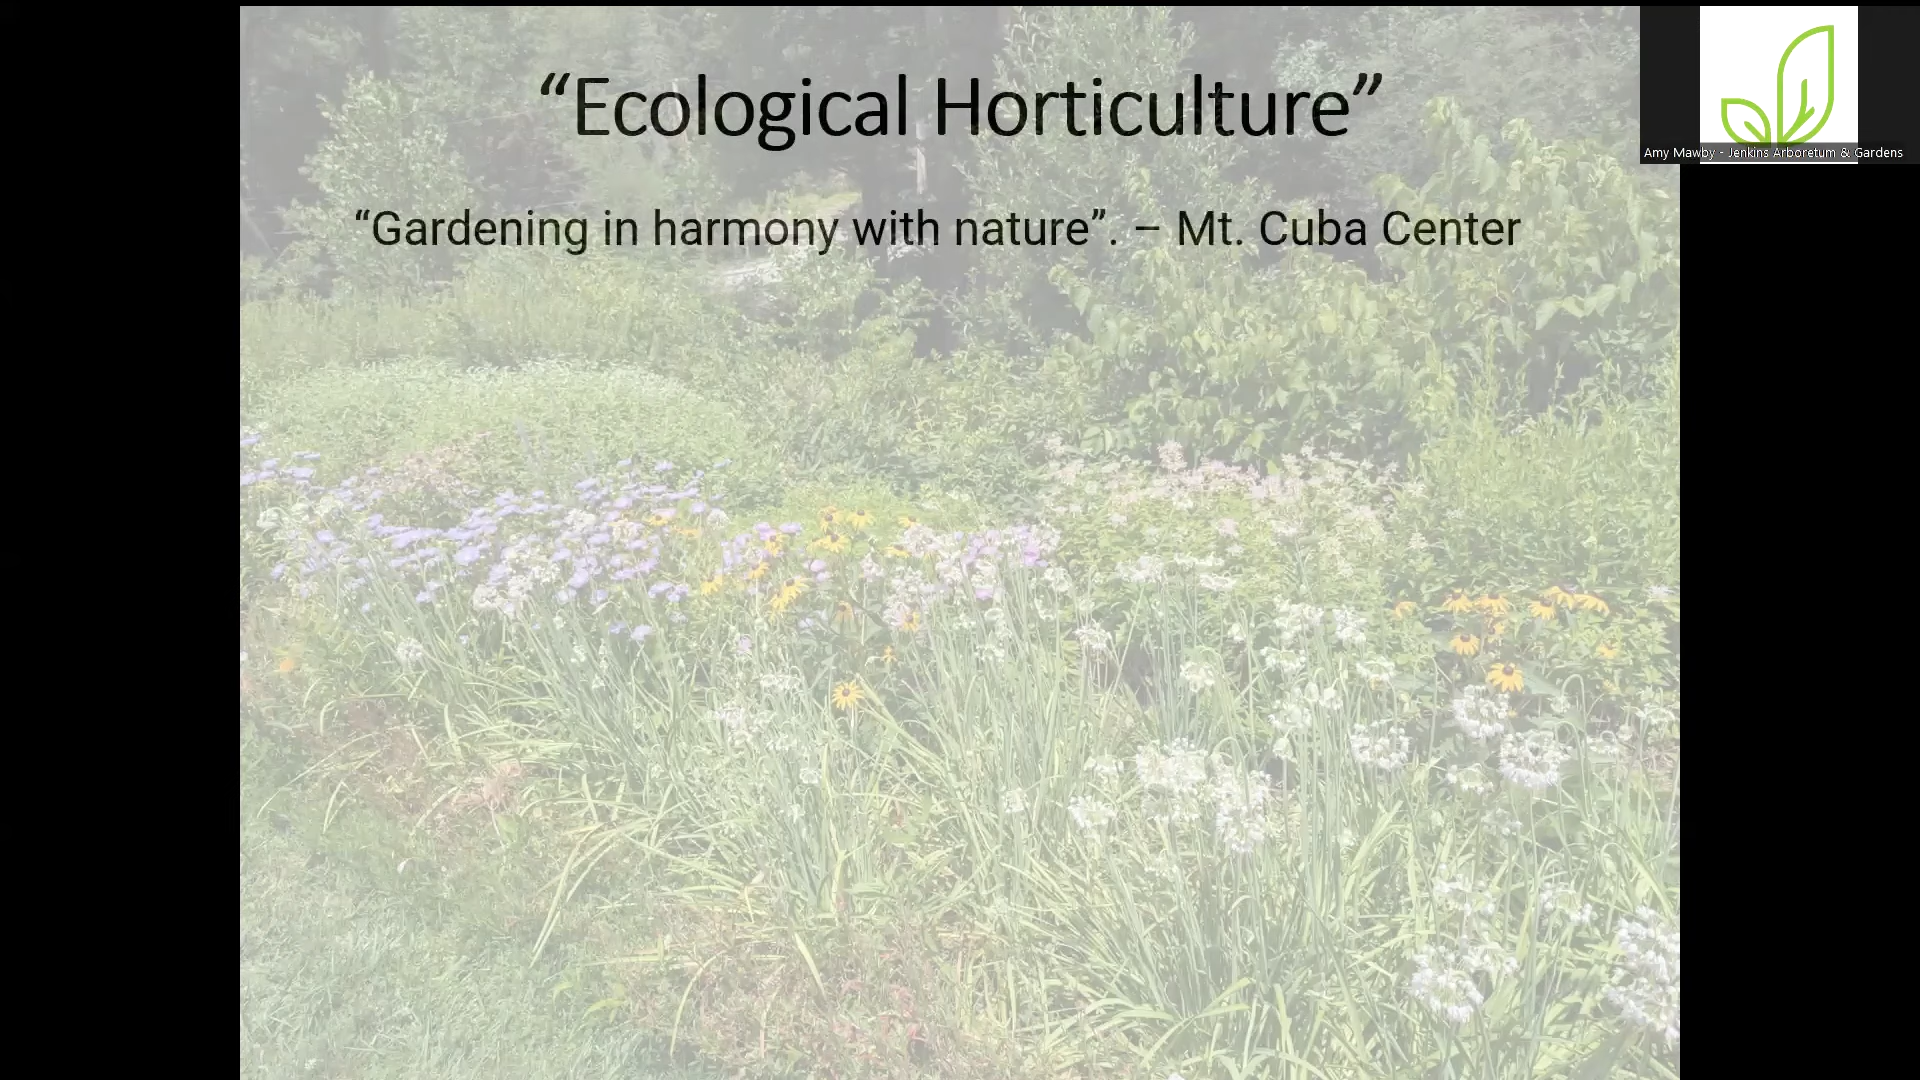 “Ecological Horticulture”
“Gardening in harmony with nature”. – Mt. Cuba Center
Amy Mawby - Jenkins Arboretum & Gardens